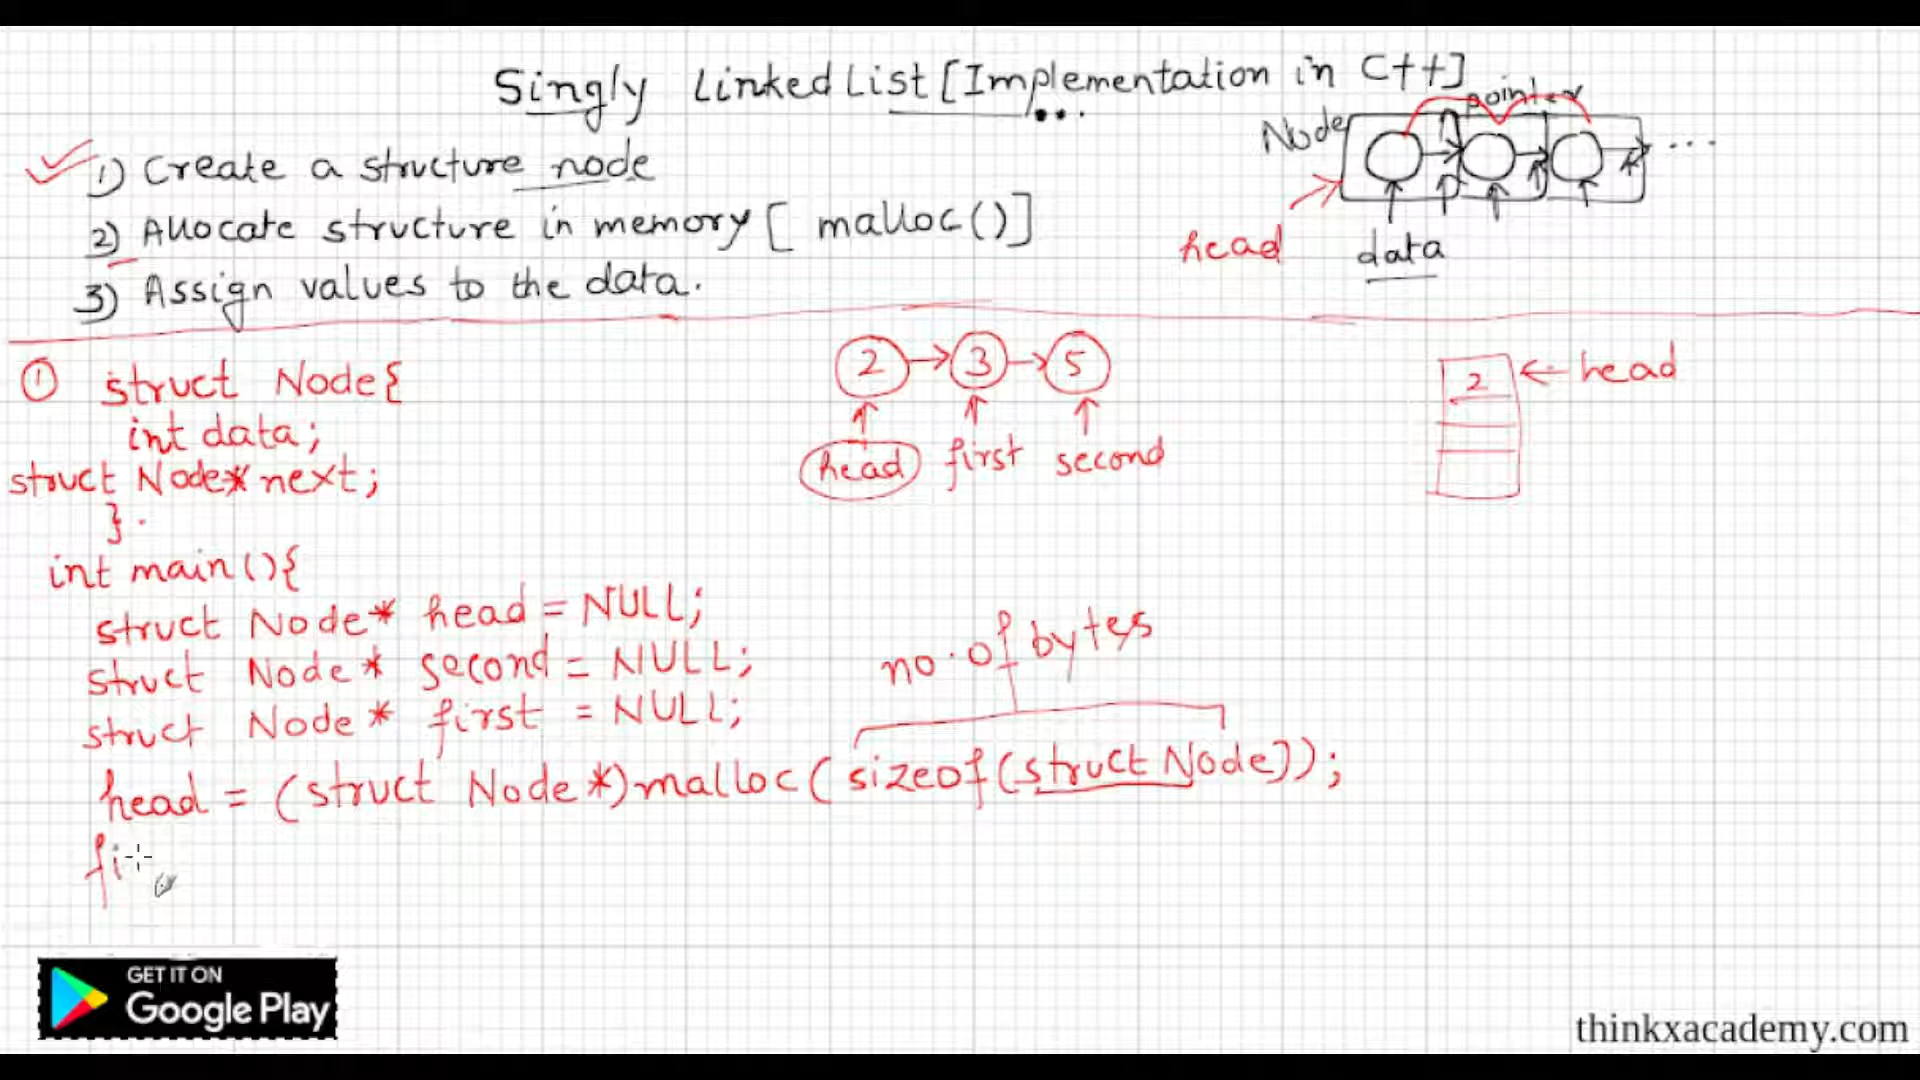 Singly Linked List [Implementation in C++]
pointer
Node
1) Create a structure node
2) Allocate structure in memory [ malloc()]
3) Assign values to the data.
head
data
...
① struct Node{
int data;
struct Node* next;
}.
2 → 3 → 5
head first second
2 ← head
int main(){
struct Node* head = NULL;
struct Node* second = NULL;
struct Node* first = NULL;
no. of bytes
head = (struct Node*)malloc( sizeof(struct Node));
fi
GET IT ON
Google Play
thinkxacademy.com